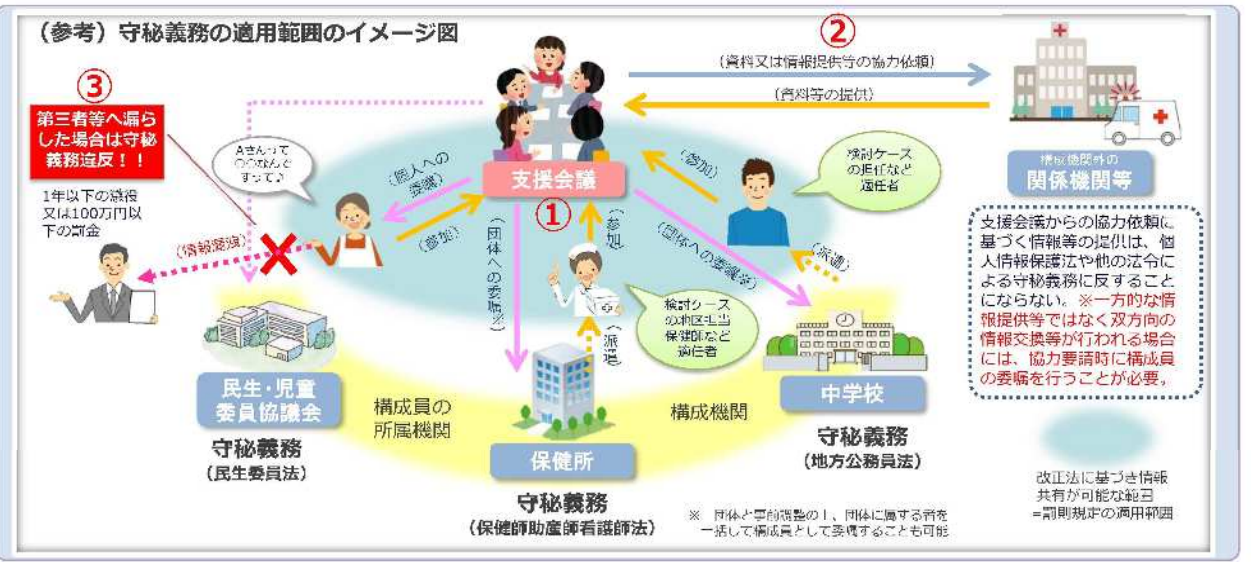 （参考）守秘義務の適用範囲のイメージ図
②
（資料又は情報提供等の協力依頼）
（資料等の提供）
③
第三者等へ漏ら
した場合は守秘
義務違反！！
1年以下の懲役
又は100万円以
下の罰金
Aさんって
○○なんで
すって♪
（個人への
委嘱）
（参加）
（情報漏洩）
支援会議
①
（団体への委嘱※）
（参加）
（派遣）
（団体への委嘱※）
（参加）
（派遣）
検討ケース
の担任など
適任者
検討ケース
の地区担当
保健師など
適任者
構成機関外の
関係機関等
支援会議からの協力依頼に
基づく情報等の提供は、個
人情報保護法や他の法令に
よる守秘義務に反すること
にならない。※一方的な情
報提供等ではなく双方向の
情報交換等が行われる場合
には、協力要請時に構成員
の委嘱を行うことが必要。
民生・児童
委員協議会
守秘義務
（民生委員法）
構成員の
所属機関
保健所
守秘義務
（保健師助産師看護師法）
構成機関
中学校
守秘義務
（地方公務員法）
改正法に基づき情報
共有が可能な範囲
=罰則規定の適用範囲
※　団体と事前調整の上、団体に属する者を
一括して構成員として委嘱することも可能